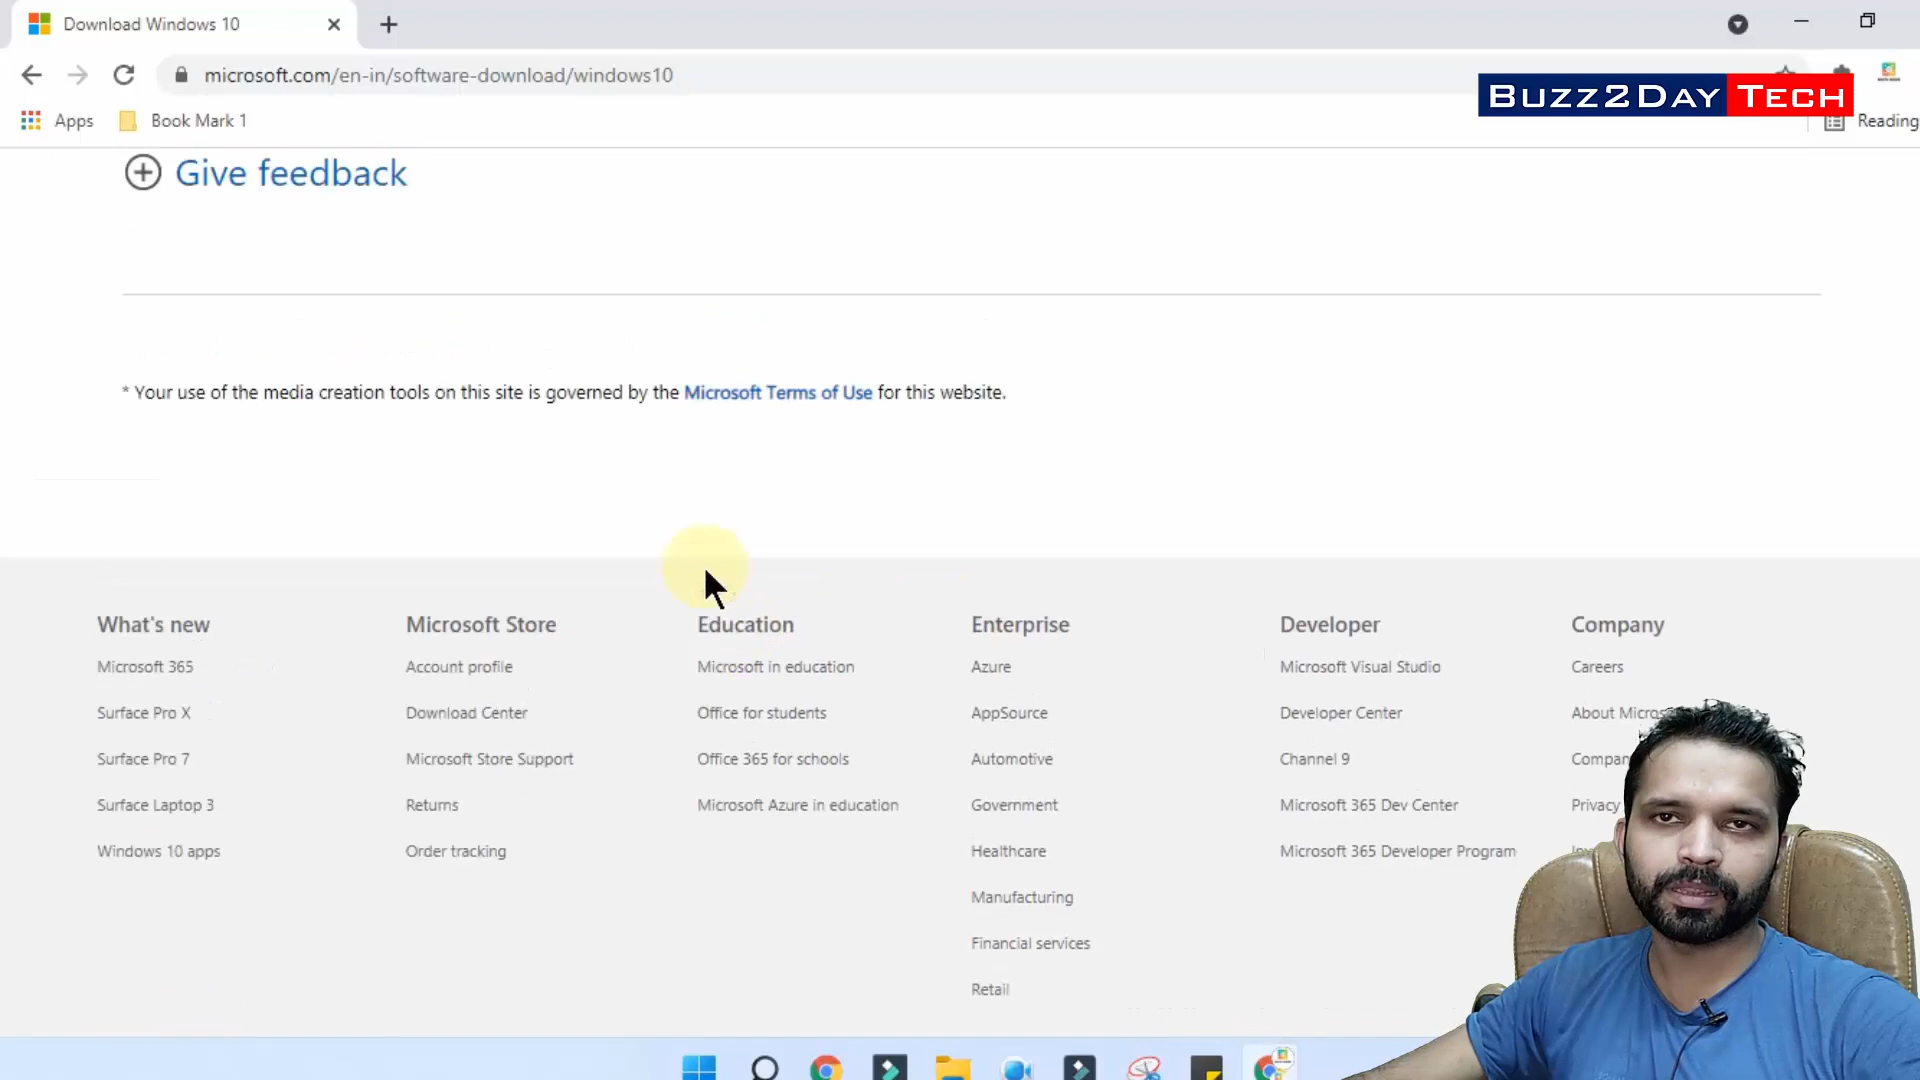 Download Windows 10
microsoft.com/en-in/software-download/windows10
Buzz2Day Tech
Apps
Book Mark 1
Reading
Give feedback
* Your use of the media creation tools on this site is governed by the Microsoft Terms of Use for this website.
What's new
Microsoft 365
Surface Pro X
Surface Pro 7
Surface Laptop 3
Windows 10 apps
Microsoft Store
Account profile
Download Center
Microsoft Store Support
Returns
Order tracking
Education
Microsoft in education
Office for students
Office 365 for schools
Microsoft Azure in education
Enterprise
Azure
AppSource
Automotive
Government
Healthcare
Manufacturing
Financial services
Retail
Developer
Microsoft Visual Studio
Developer Center
Channel 9
Microsoft 365 Dev Center
Microsoft 365 Developer Program
Company
Careers
About
Privacy